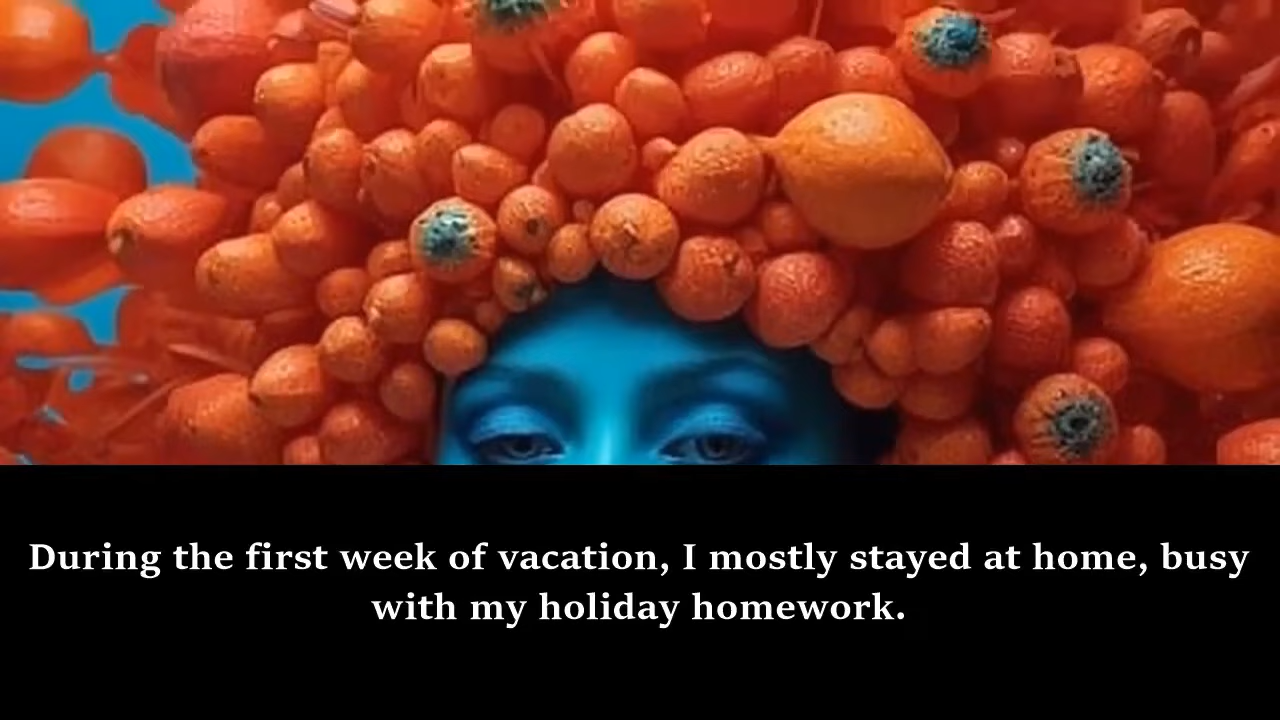 During the first week of vacation, I mostly stayed at home, busy
with my holiday homework.